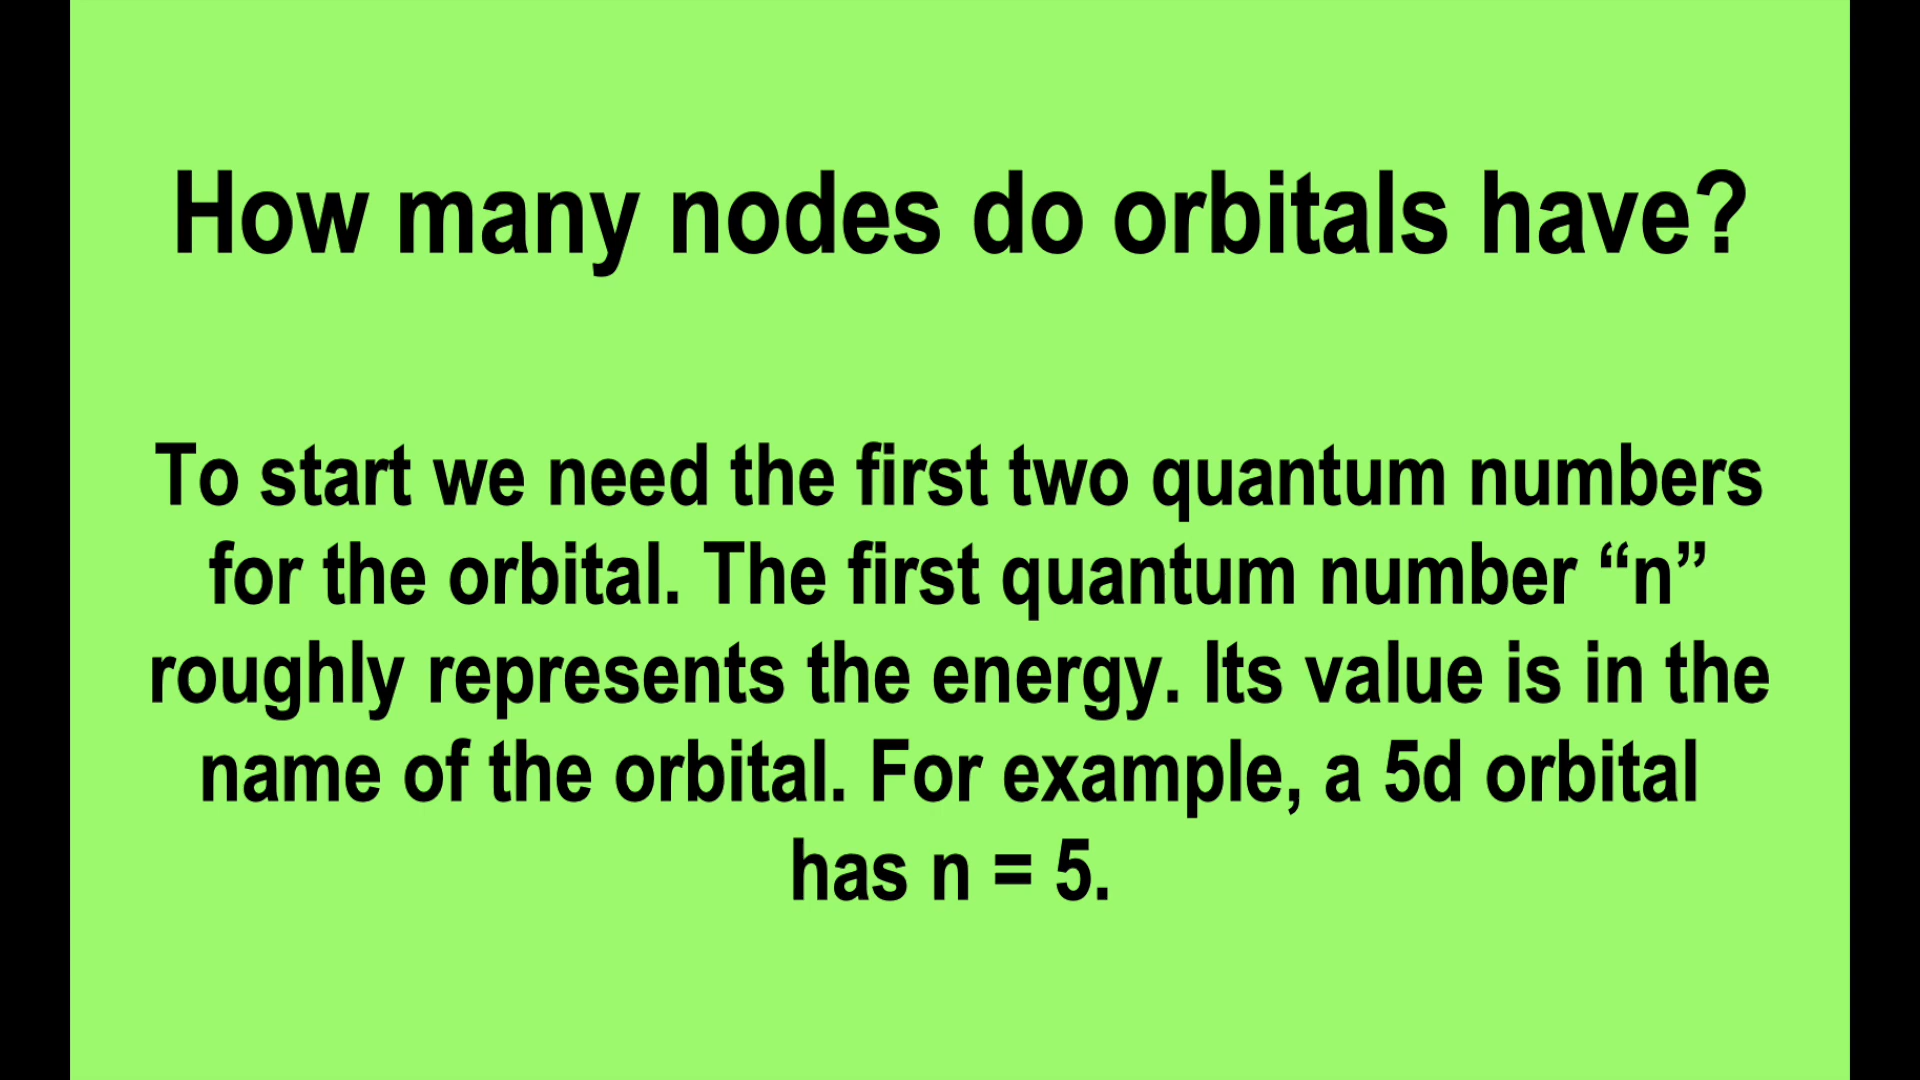 How many nodes do orbitals have?
To start we need the first two quantum numbers
for the orbital. The first quantum number “n”
roughly represents the energy. Its value is in the
name of the orbital. For example, a 5d orbital
has n = 5.